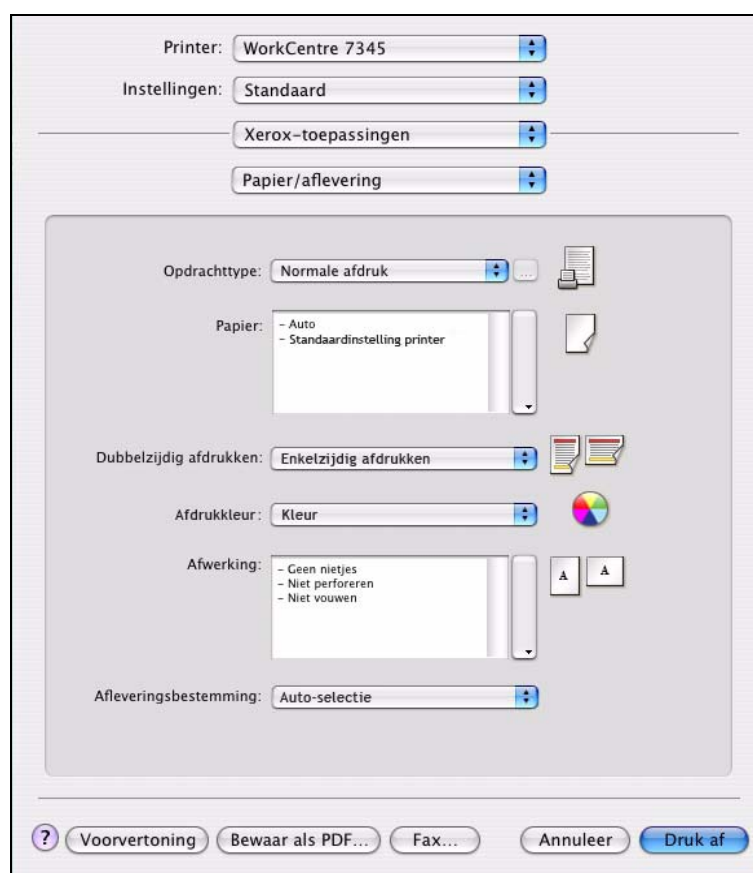 Printer: WorkCentre 7345
Instellingen: Standaard
Xerox-toepassingen
Papier/aflevering
Opdrachttype: Normale afdruk ...
Papier: - Auto
- Standaardinstelling printer
Dubbelzijdig afdrukken: Enkelzijdig afdrukken
Afdrukkleur: Kleur
Afwerking: - Geen nietjes
- Niet perforeren
- Niet vouwen
A A
Afleveringsbestemming: Auto-selectie
? Voorvertoning Bewaar als PDF... Fax... Annuleer Druk af